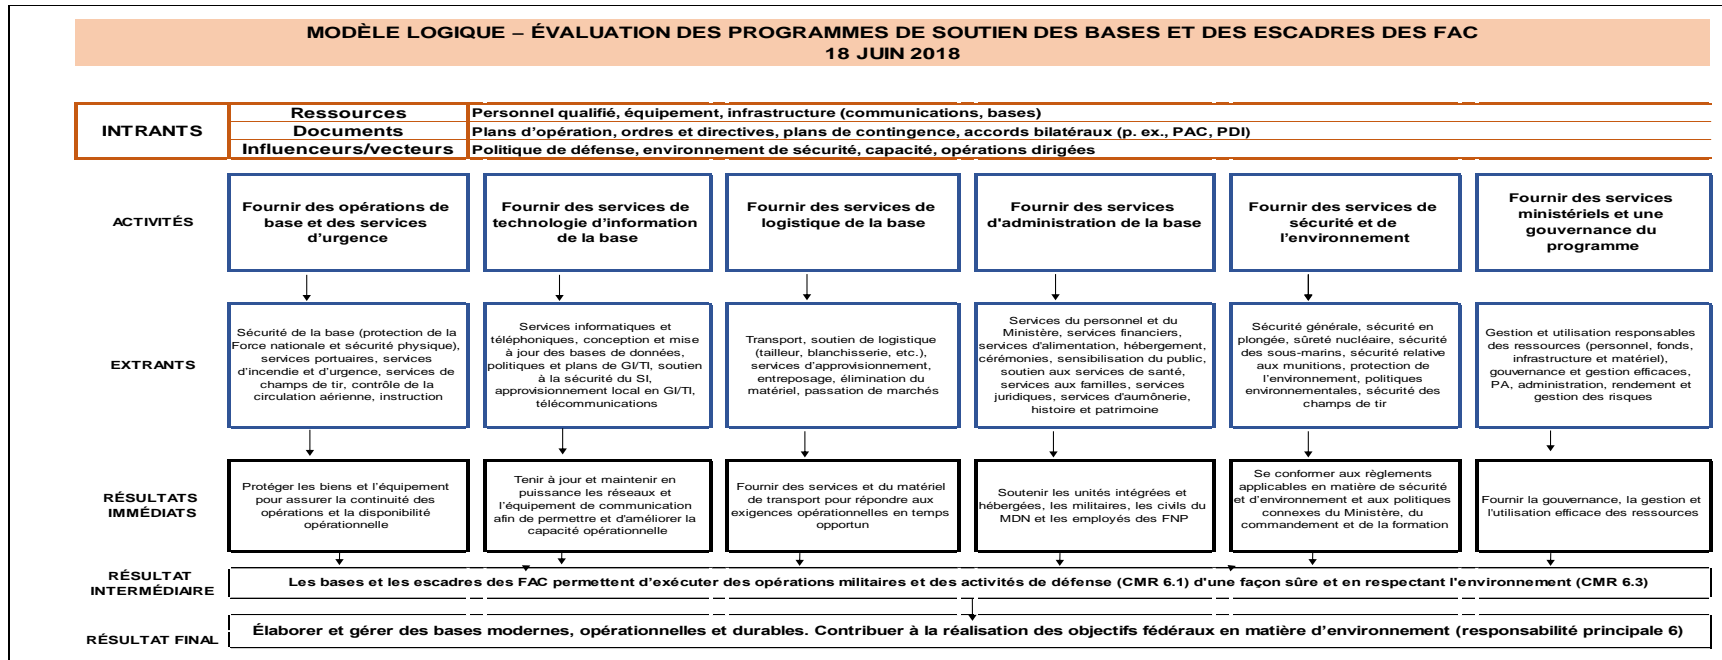 MODÈLE LOGIQUE – ÉVALUATION DES PROGRAMMES DE SOUTIEN DES BASES ET DES ESCADRES DES FAC
18 JUIN 2018
INTRANTS
Ressources
Personnel qualifié, équipement, infrastructure (communications, bases)
Documents
Plans d'opération, ordres et directives, plans de contingence, accords bilatéraux (p. ex., PAC, PDI)
Influenceurs/vecteurs
Politique de défense, environnement de sécurité, capacité, opérations dirigées
ACTIVITÉS
Fournir des opérations de
base et des services
d'urgence
Fournir des services de
technologie d'information
de la base
Fournir des services de
logistique de la base
Fournir des services
d'administration de la base
Fournir des services de
sécurité et de
l'environnement
Fournir des services
ministériels et une
gouvernance du
programme
EXTRANTS
Sécurité de la base (protection de la
Force nationale et sécurité physique),
services portuaires, services
d'incendie et d'urgence, services de
champs de tir, contrôle de la
circulation aérienne, instruction
Services informatiques et
téléphoniques, conception et mise
à jour des bases de données,
politiques et plans de GI/TI, soutien
à la sécurité du SI,
approvisionnement local en GI/TI,
télécommunications
Transport, soutien de logistique
(tailleur, blanchisserie, etc.),
services d'approvisionnement,
entreposage, élimination du
matériel, passation de marchés
Services du personnel et du
Ministère, services financiers,
services d'alimentation, hébergement,
cérémonies, sensibilisation du public,
soutien aux services de santé,
services aux familles, services
juridiques, services d'aumônerie,
histoire et patrimoine
Sécurité générale, sécurité en
plongée, sûreté nucléaire, sécurité
des sous-marins, sécurité relative
aux munitions, protection de
l'environnement, politiques
environnementales, sécurité des
champs de tir
Gestion et utilisation responsables
des ressources (personnel, fonds,
infrastructure et matériel),
gouvernance et gestion efficaces,
PA, administration, rendement et
gestion des risques
RÉSULTATS
IMMÉDIATS
Protéger les biens et l'équipement
pour assurer la continuité des
opérations et la disponibilité
opérationnelle
Tenir à jour et maintenir en
puissance les réseaux et
l'équipement de communication
afin de permettre et d'améliorer la
capacité opérationnelle
Fournir des services et du matériel
de transport pour répondre aux
exigences opérationnelles en temps
opportun
Soutenir les unités intégrées et
hébergées, les militaires, les civils du
MDN et les employés des FNP
Se conformer aux règlements
applicables en matière de sécurité
et d'environnement et aux politiques
connexes du Ministère, du
commandement et de la formation
Fournir la gouvernance, la gestion et
l'utilisation efficace des ressources
RÉSULTAT
INTERMÉDIAIRE
Les bases et les escadres des FAC permettent d'exécuter des opérations militaires et des activités de défense (CMR 6.1) d'une façon sûre et en respectant l'environnement (CMR 6.3)
RÉSULTAT FINAL
Élaborer et gérer des bases modernes, opérationnelles et durables. Contribuer à la réalisation des objectifs fédéraux en matière d'environnement (responsabilité principale 6)